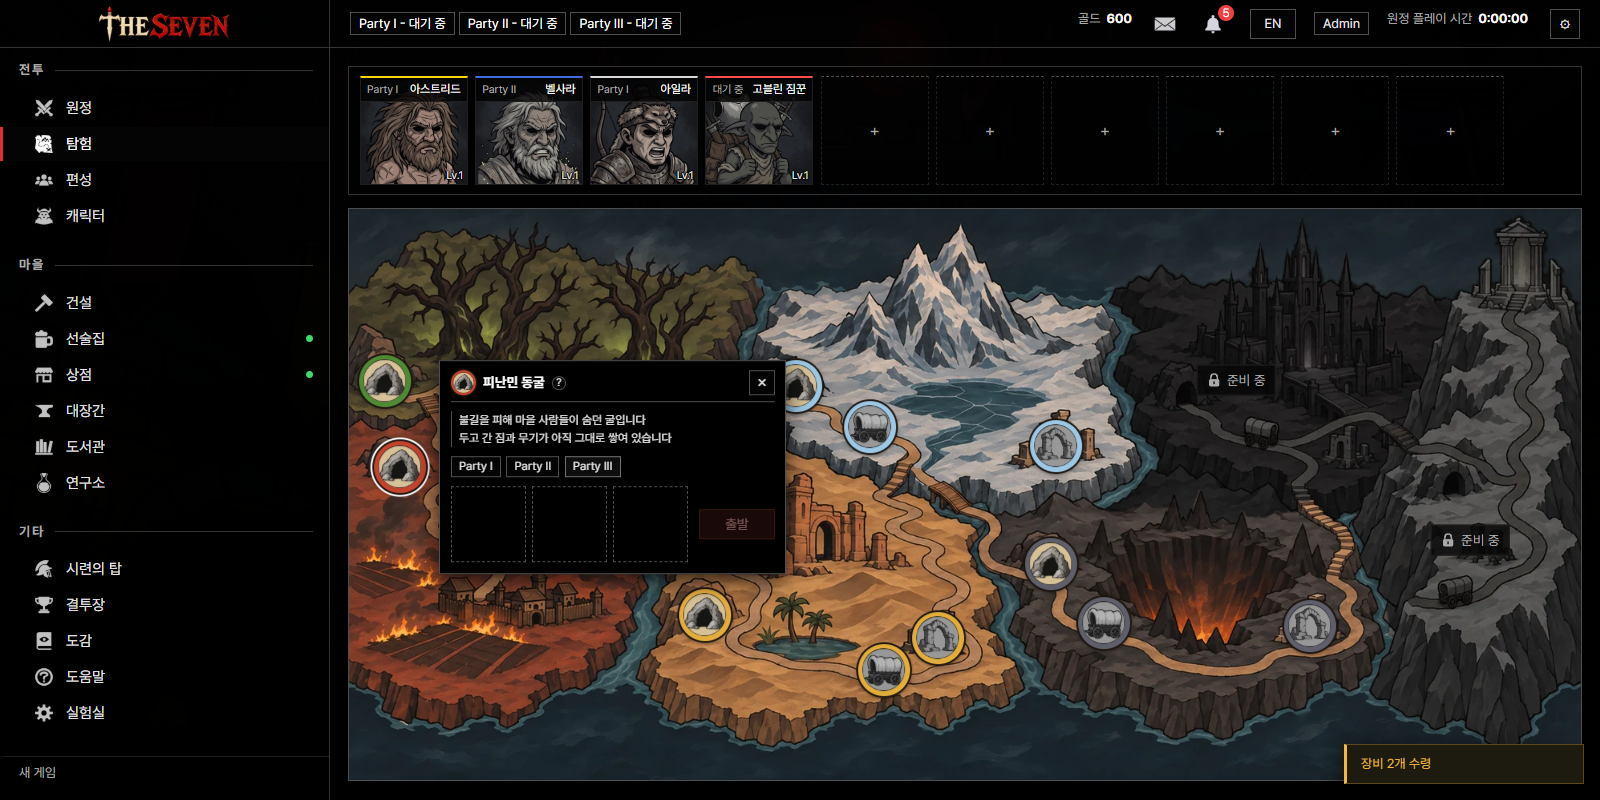 THE SEVEN
Party I - 대기 중
Party II - 대기 중
Party III - 대기 중
골드 600
5
EN
Admin
원정 플레이 시간 0:00:00
전투
원정
탐험
편성
캐릭터
마을
건설
선술집
상점
대장간
도서관
연구소
기타
시련의 탑
결투장
도감
도움말
실험실
새 게임
Party I 아스트리드
Lv.1
Party II 벨사라
Lv.1
Party I 아일라
Lv.1
대기 중 고블린 짐꾼
Lv.1
+
+
+
+
+
+
피난민 동굴 ?
×
불길을 피해 마을 사람들이 숨던 굴입니다
두고 간 짐과 무기가 아직 그대로 쌓여 있습니다
Party I
Party II
Party III
출발
준비 중
준비 중
장비 2개 수령